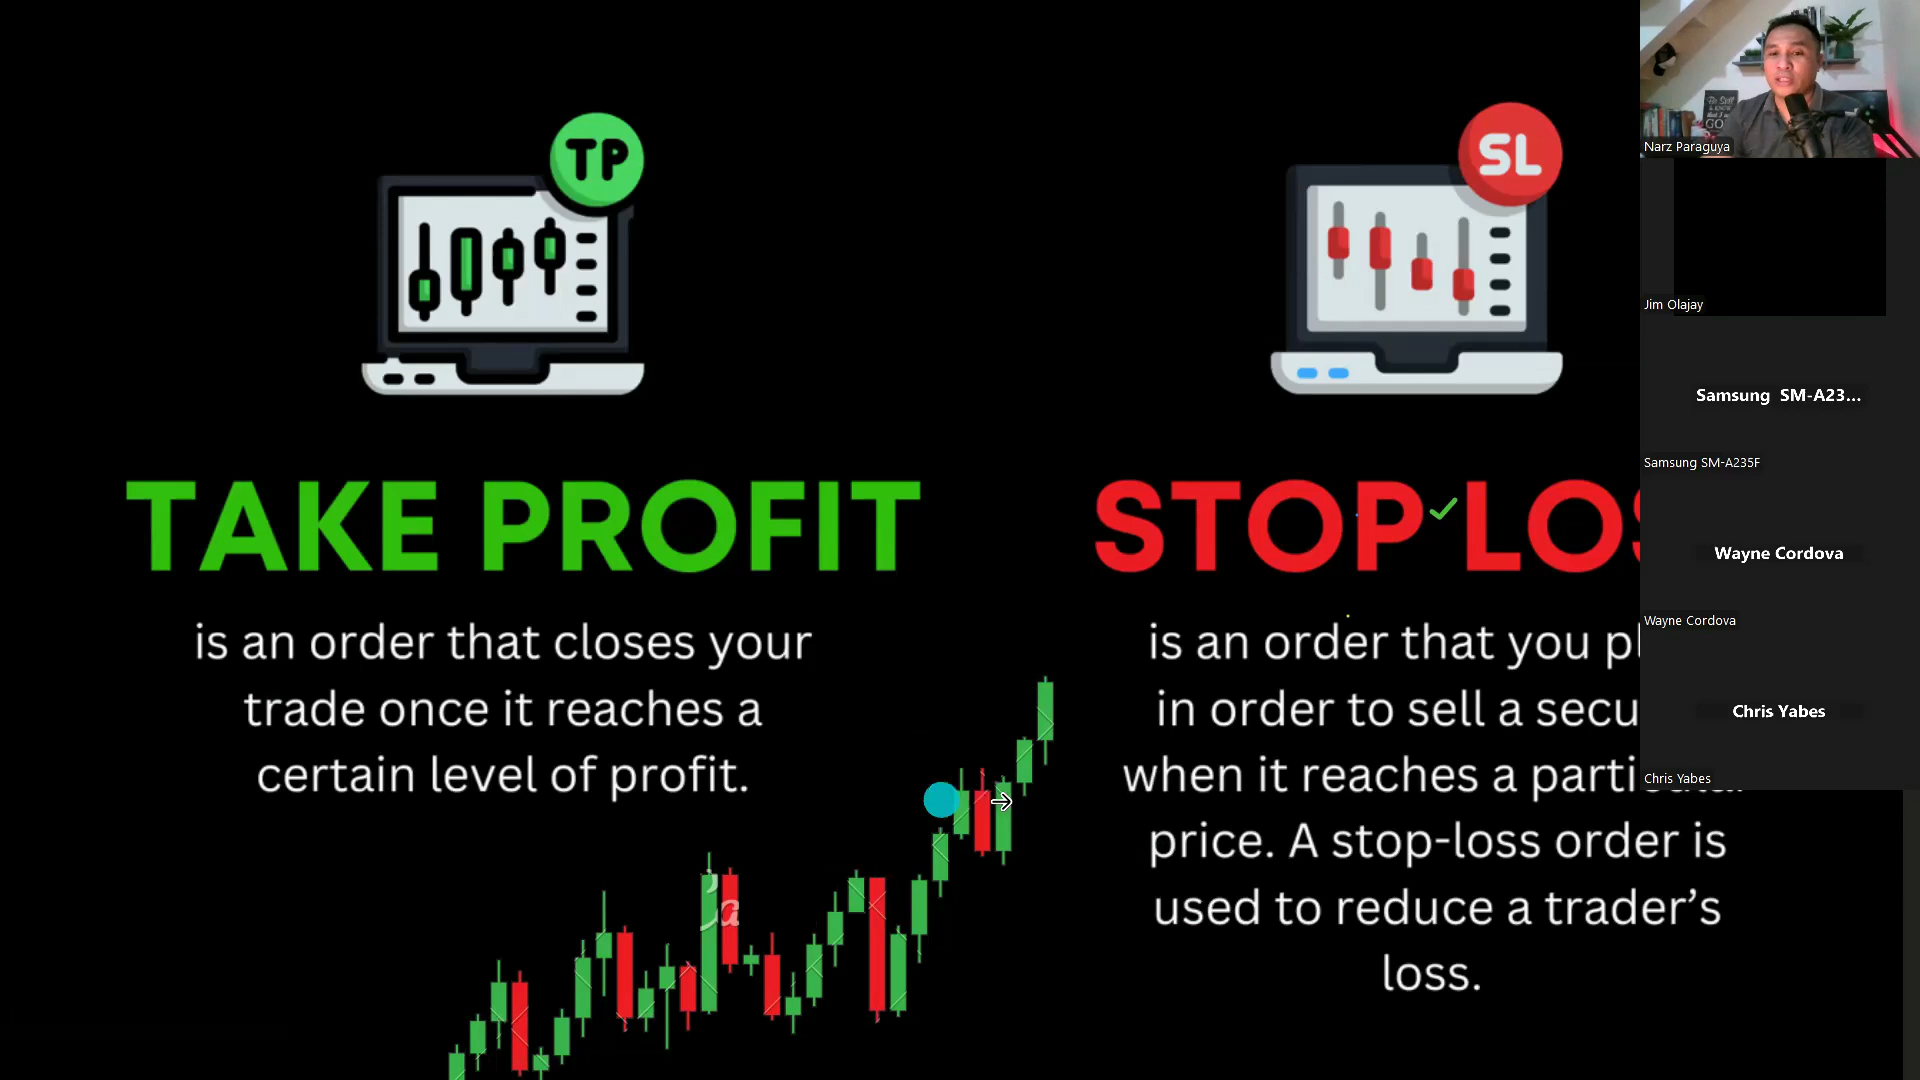 TP
SL
TAKE PROFIT
STOP LOS
is an order that closes your
trade once it reaches a
certain level of profit.
is an order that you pl
in order to sell a secu
when it reaches a parti
price. A stop-loss order is
used to reduce a trader’s
loss.
Narz Paraguya
Jim Olajay
Samsung SM-A23...
Samsung SM-A235F
Wayne Cordova
Wayne Cordova
Chris Yabes
Chris Yabes